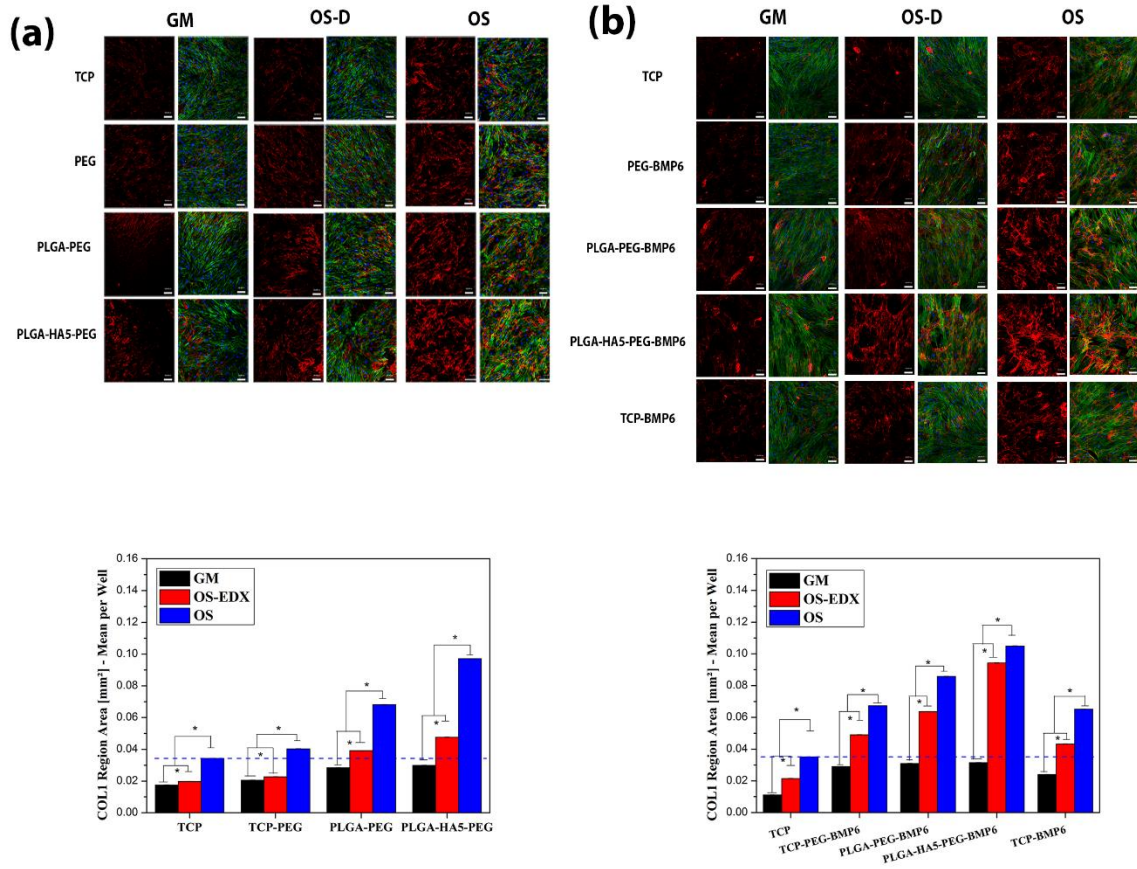 (a)
GM OS-D OS
TCP
PEG
PLGA-PEG
PLGA-HA5-PEG
(b)
GM OS-D OS
TCP
PEG-BMP6
PLGA-PEG-BMP6
PLGA-HA5-PEG-BMP6
TCP-BMP6
COL1 Region Area [mm²] - Mean per Well
0.16
0.14
0.12
0.10
0.08
0.06
0.04
0.02
0.00
GM
OS-EDX
OS
* * * * * * * *
TCP TCP-PEG PLGA-PEG PLGA-HA5-PEG
COL1 Region Area [mm²] - Mean per Well
0.16
0.14
0.12
0.10
0.08
0.06
0.04
0.02
0.00
GM
OS-EDX
OS
* * * * * * * * * *
TCP
TCP-PEG-BMP6
PLGA-PEG-BMP6
PLGA-HA5-PEG-BMP6
TCP-BMP6